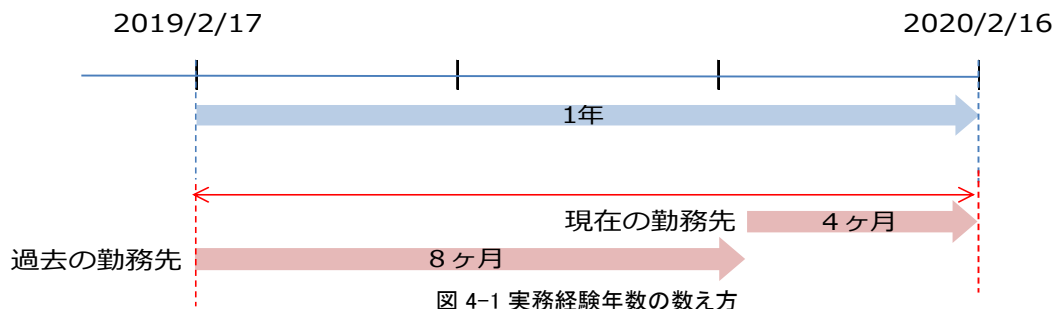 2019/2/17
2020/2/16
1年
現在の勤務先
4ヶ月
過去の勤務先
8ヶ月
図 4-1 実務経験年数の数え方